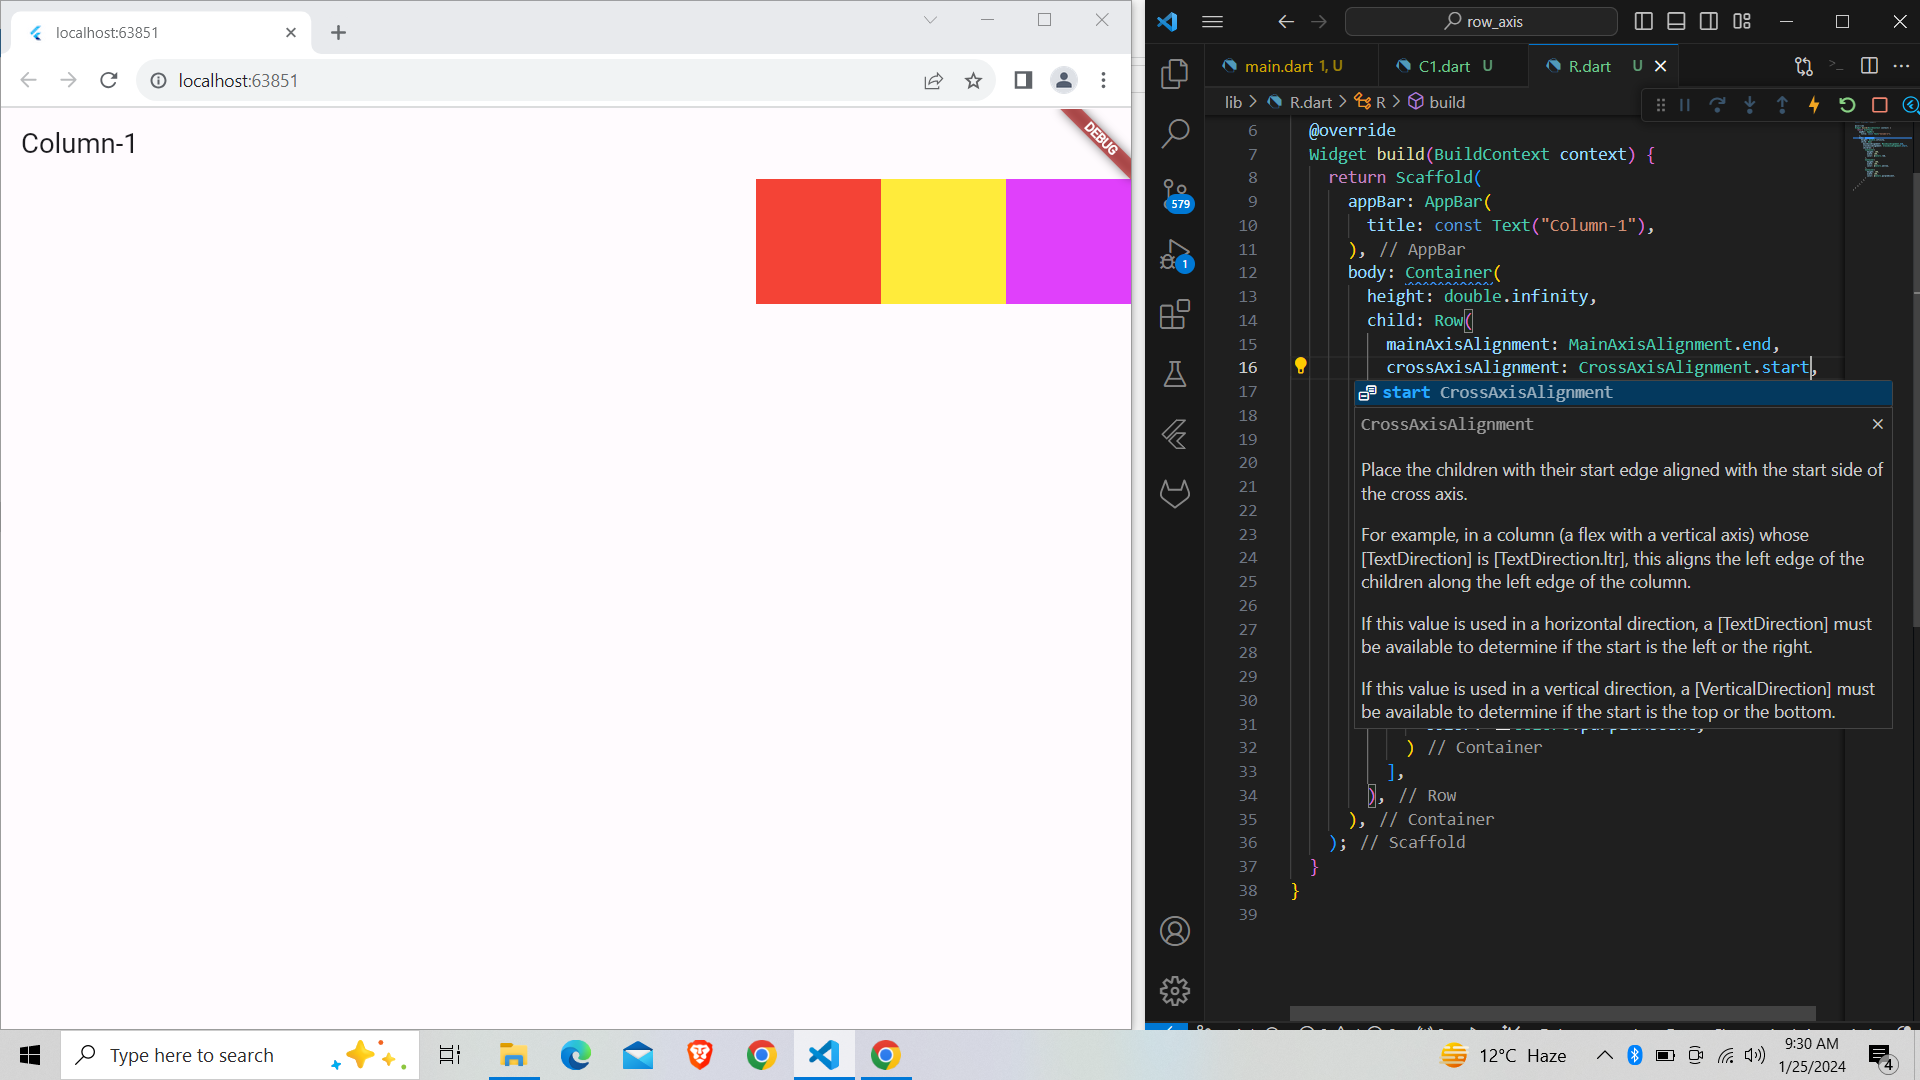 localhost:63851
localhost:63851
Column-1
DEBUG
row_axis
main.dart 1, U
C1.dart U
R.dart U
lib > R.dart > R > build
579
1
6 @override
7 Widget build(BuildContext context) {
8 return Scaffold(
9 appBar: AppBar(
10 title: const Text("Column-1"),
11 ), // AppBar
12 body: Container(
13 height: double.infinity,
14 child: Row(
15 mainAxisAlignment: MainAxisAlignment.end,
16 crossAxisAlignment: CrossAxisAlignment.start,
17
18
19
20
21
22
23
24
25
26
27
28
29
30
31
32 ) // Container
33 ],
34 ), // Row
35 ), // Container
36 ); // Scaffold
37 }
38 }
39
start CrossAxisAlignment
CrossAxisAlignment
Place the children with their start edge aligned with the start side of
the cross axis.
For example, in a column (a flex with a vertical axis) whose
[TextDirection] is [TextDirection.ltr], this aligns the left edge of the
children along the left edge of the column.
If this value is used in a horizontal direction, a [TextDirection] must
be available to determine if the start is the left or the right.
If this value is used in a vertical direction, a [VerticalDirection] must
be available to determine if the start is the top or the bottom.
Type here to search
12°C Haze
9:30 AM
1/25/2024
4